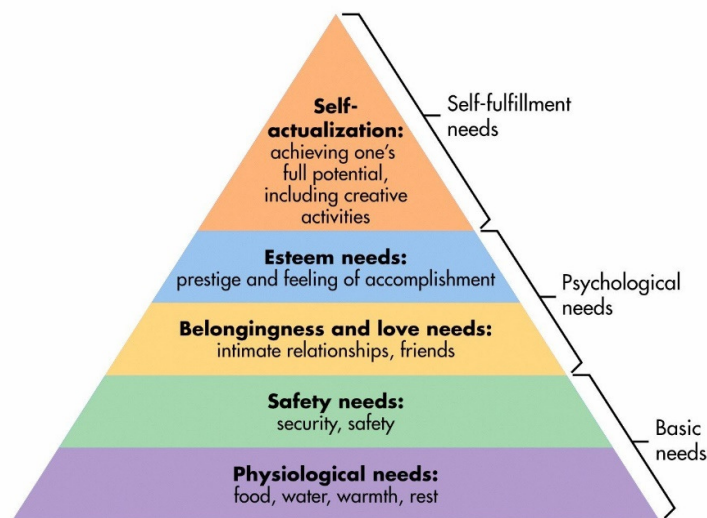 Self-
actualization:
achieving one's
full potential,
including creative
activities
Self-fulfillment
needs
Esteem needs:
prestige and feeling of accomplishment
Belongingness and love needs:
intimate relationships, friends
Psychological
needs
Safety needs:
security, safety
Physiological needs:
food, water, warmth, rest
Basic
needs